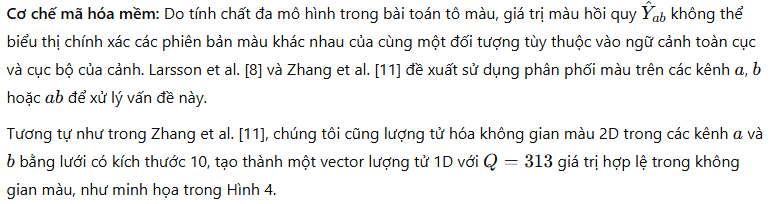 Cơ chế mã hóa mềm: Do tính chất đa mô hình trong bài toán tô màu, giá trị màu hồi quy Ŷab không thể
biểu thị chính xác các phiên bản màu khác nhau của cùng một đối tượng tùy thuộc vào ngữ cảnh toàn cục
và cục bộ của cảnh. Larsson et al. [8] và Zhang et al. [11] đề xuất sử dụng phân phối màu trên các kênh a, b
hoặc ab để xử lý vấn đề này.
Tương tự như trong Zhang et al. [11], chúng tôi cũng lượng tử hóa không gian màu 2D trong các kênh a và
b bằng lưới có kích thước 10, tạo thành một vector lượng tử 1D với Q = 313 giá trị hợp lệ trong không
gian màu, như minh họa trong Hình 4.